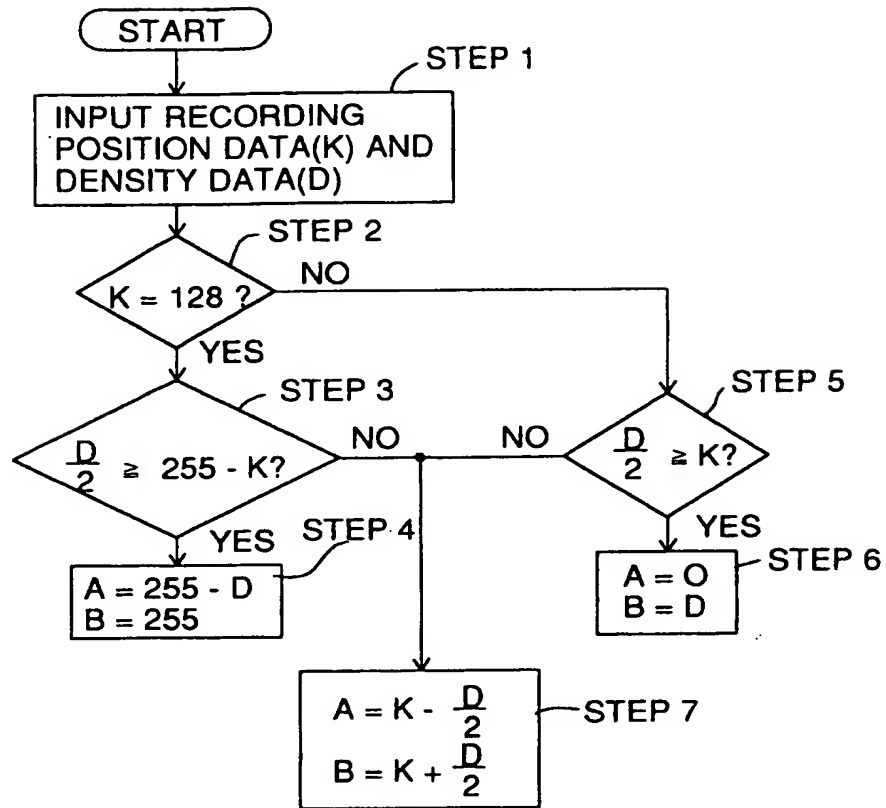 START
STEP 1
INPUT RECORDING
POSITION DATA(K) AND
DENSITY DATA(D)
STEP 2
K = 128 ?
NO
YES
STEP 3
D/2 ≧ 255 - K?
NO
YES
STEP 4
A = 255 - D
B = 255
STEP 5
D/2 ≧ K?
NO
YES
STEP 6
A = O
B = D
A = K - D/2
B = K + D/2
STEP 7